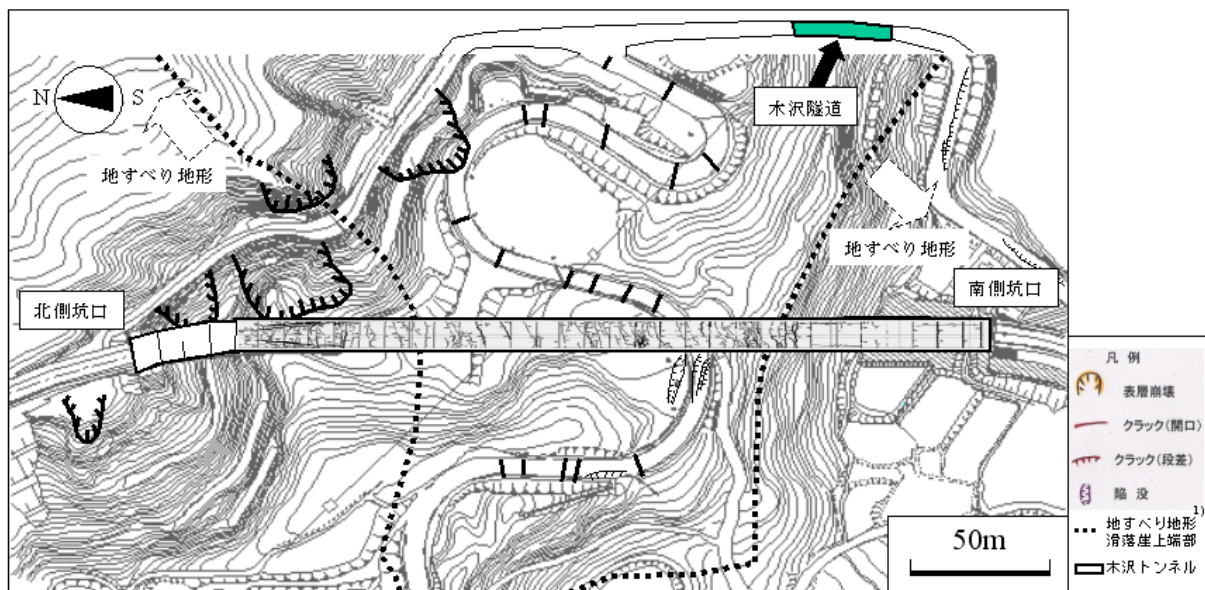 N S
木沢隧道
地すべり地形
地すべり地形
北側坑口
南側坑口
50m
凡 例
表層崩壊
クラック(開口)
クラック(段差)
陥 没
地すべり地形1)
滑落崖上端部
木沢トンネル